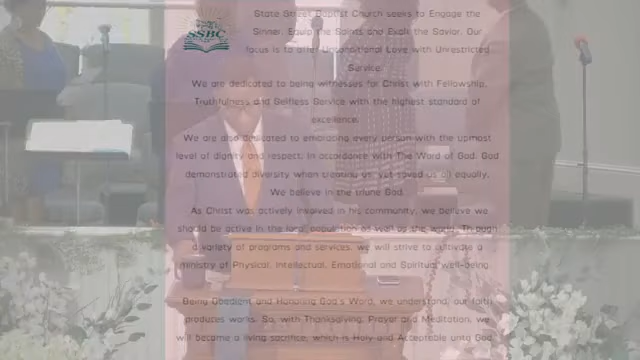 SSBC
State Street Baptist Church seeks to Engage the
Sinner, Equip the Saints and Exalt the Savior. Our
focus is to offer Unconditional Love with Unrestricted
Service.
We are dedicated to being witnesses for Christ with Fellowship,
Truthfulness and Selfless Service with the highest standard of
excellence.
We are also dedicated to embracing every person with the upmost
level of dignity and respect. In accordance with The Word of God, God
demonstrated diversity when creating us, yet saved us all equally.
We believe in the triune God.
As Christ was actively involved in his community, we believe we
should be active in the local population as well as the world. Through
a variety of programs and services, we will strive to cultivate a
ministry of Physical, Intellectual, Emotional and Spiritual well-being.
Being Obedient and Honoring God's Word, we understand, our faith
produces works. So, with Thanksgiving, Prayer and Meditation, we
will become a living sacrifice, which is Holy and Acceptable unto God.